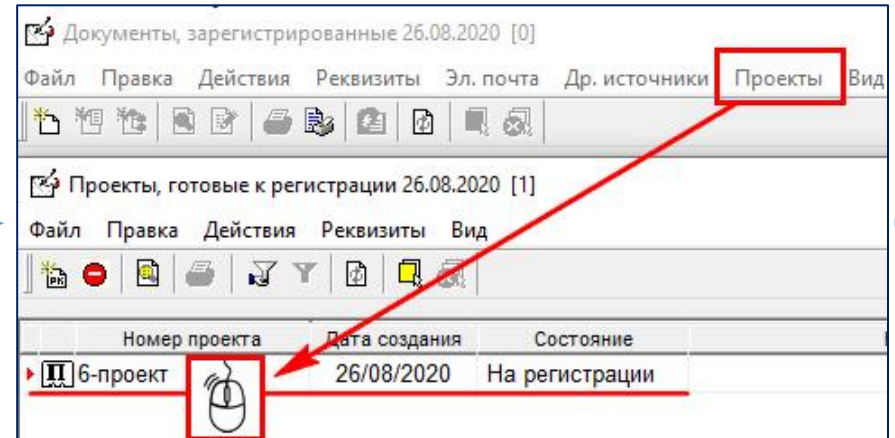 Документы, зарегистрированные 26.08.2020 [0]
Файл Правка Действия Реквизиты Эл. почта Др. источники Проекты Вид
Проекты, готовые к регистрации 26.08.2020 [1]
Файл Правка Действия Реквизиты Вид
РК
Номер проекта Дата создания Состояние
П 6-проект 26/08/2020 На регистрации